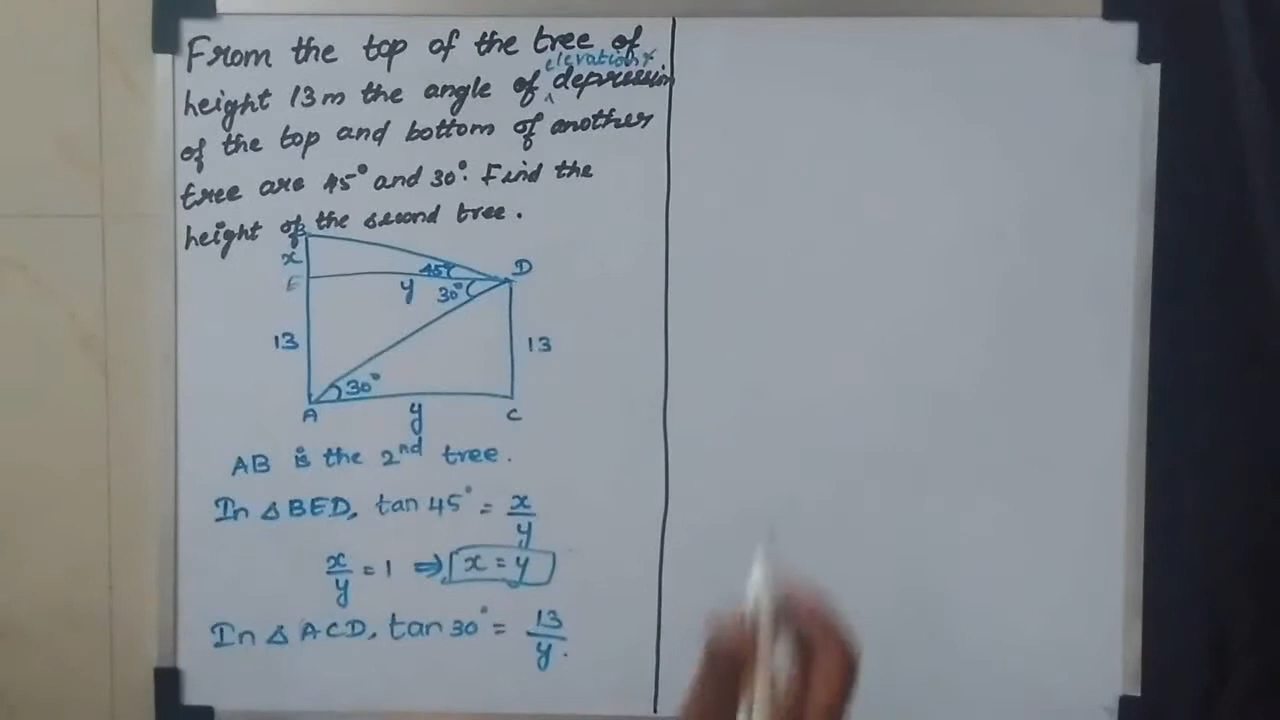 From the top of the tree of
elevation &
height 13m the angle of depression
of the top and bottom of another
tree are 45° and 30°. Find the
height of the second tree.
B
x
45°
D
E
y
30°
13
13
30°
A
y
C
AB is the 2nd tree.
In △BED, tan 45° = x/y
x/y = 1 ⇒ x = y
In △ACD, tan 30° = 13/y.